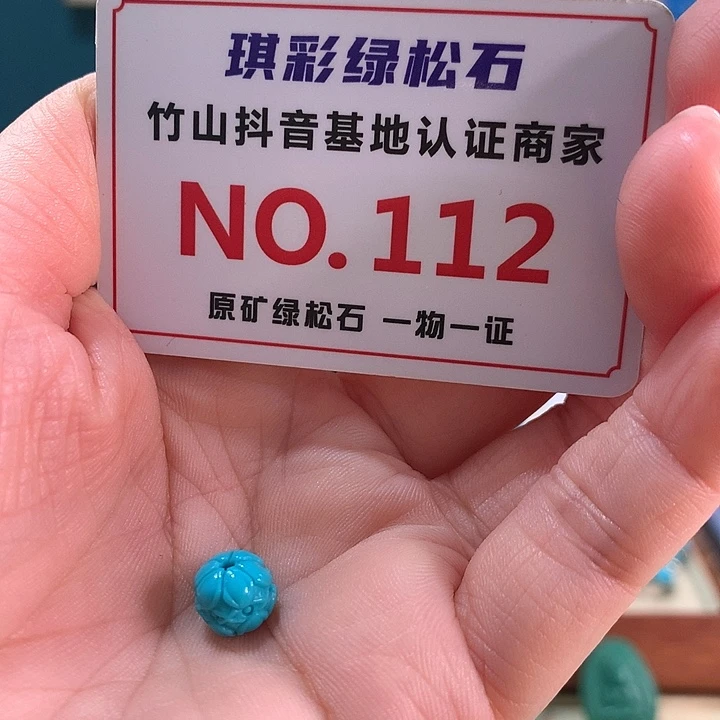 琪彩绿松石
竹山抖音基地认证商家
NO.112
原矿绿松石 一物一证